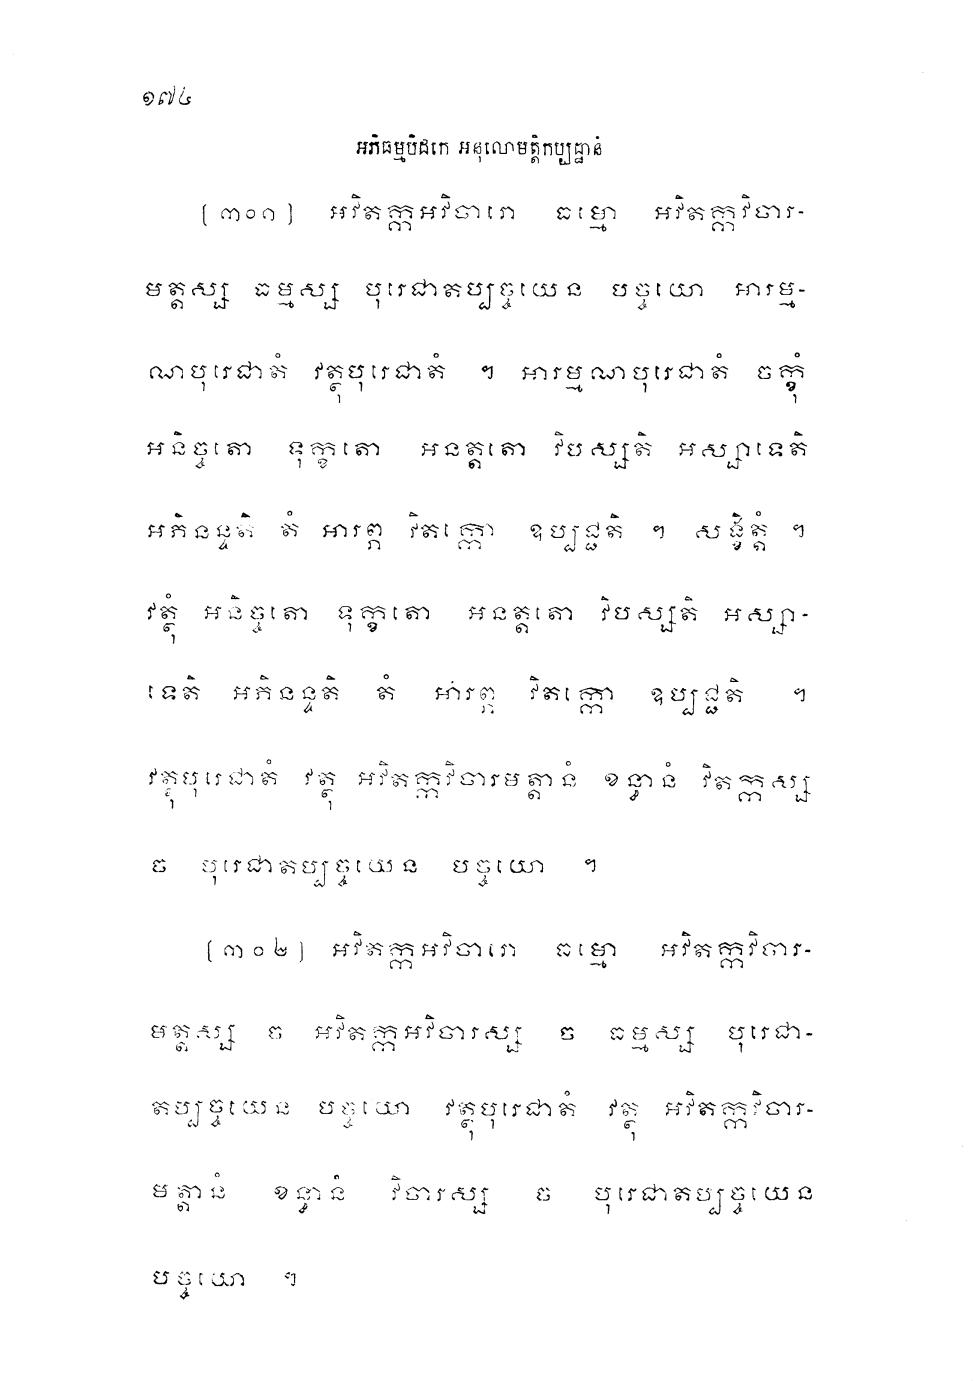 ១៧៤
អភិធម្មបិដកេ អនុលោមត្តិកប្បដ្ឋានំ
[៣០១] អវិតក្កអវិចារោ ធម្មោ អវិតក្កវិចារ-
មត្តស្ស ធម្មស្ស បុរេជាតប្បច្ចយេន បច្ចយោ អារម្ម-
ណបុរេជាតំ វត្ថុបុរេជាតំ ។ អារម្មណបុរេជាតំ ចក្ខុំ
អនិច្ចតោ ទុក្ខតោ អនត្តតោ វិបស្សតិ អស្សាទេតិ
អភិនន្ទតិ តំ អារព្ភ វិតក្កោ ឧប្បជ្ជតិ ។ សង្ខិត្តំ ។
វត្ថុំ អនិច្ចតោ ទុក្ខតោ អនត្តតោ វិបស្សតិ អស្សា-
ទេតិ អភិនន្ទតិ តំ អារព្ភ វិតក្កោ ឧប្បជ្ជតិ ។
វត្ថុបុរេជាតំ វត្ថុ អវិតក្កវិចារមត្តានំ ខន្ធានំ វិតក្កស្ស
ច បុរេជាតប្បច្ចយេន បច្ចយោ ។
[៣០២] អវិតក្កអវិចារោ ធម្មោ អវិតក្កវិចារ-
មត្តស្ស ច អវិតក្កអវិចារស្ស ច ធម្មស្ស បុរេជា-
តប្បច្ចយេន បច្ចយោ វត្ថុបុរេជាតំ វត្ថុ អវិតក្កវិចារ-
មត្តានំ ខន្ធានំ វិចារស្ស ច បុរេជាតប្បច្ចយេន
បច្ចយោ ។